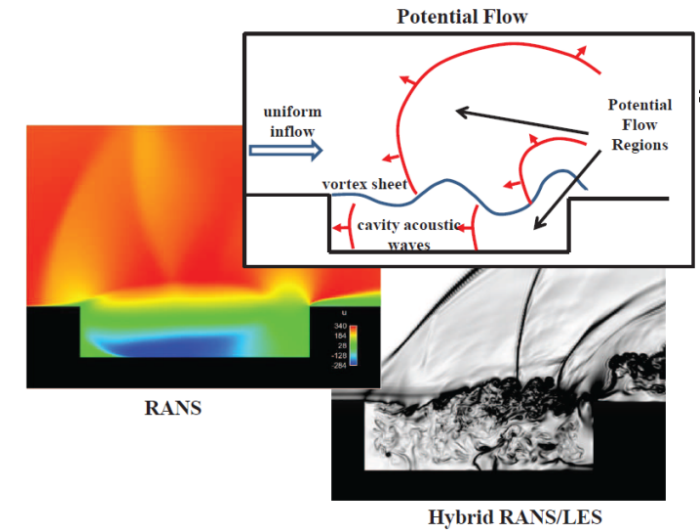 Potential Flow
uniform
inflow
Potential
Flow
Regions
vortex sheet
cavity acoustic
waves
u
340
184
28
-128
-284
RANS
Hybrid RANS/LES